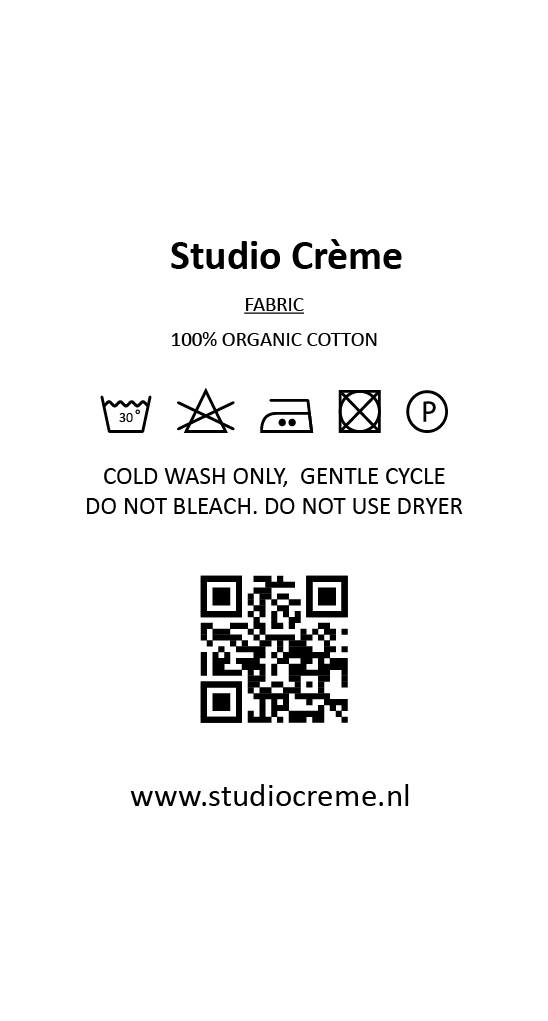 Studio Crème
FABRIC
100% ORGANIC COTTON
30° P
COLD WASH ONLY, GENTLE CYCLE
DO NOT BLEACH. DO NOT USE DRYER
www.studiocreme.nl